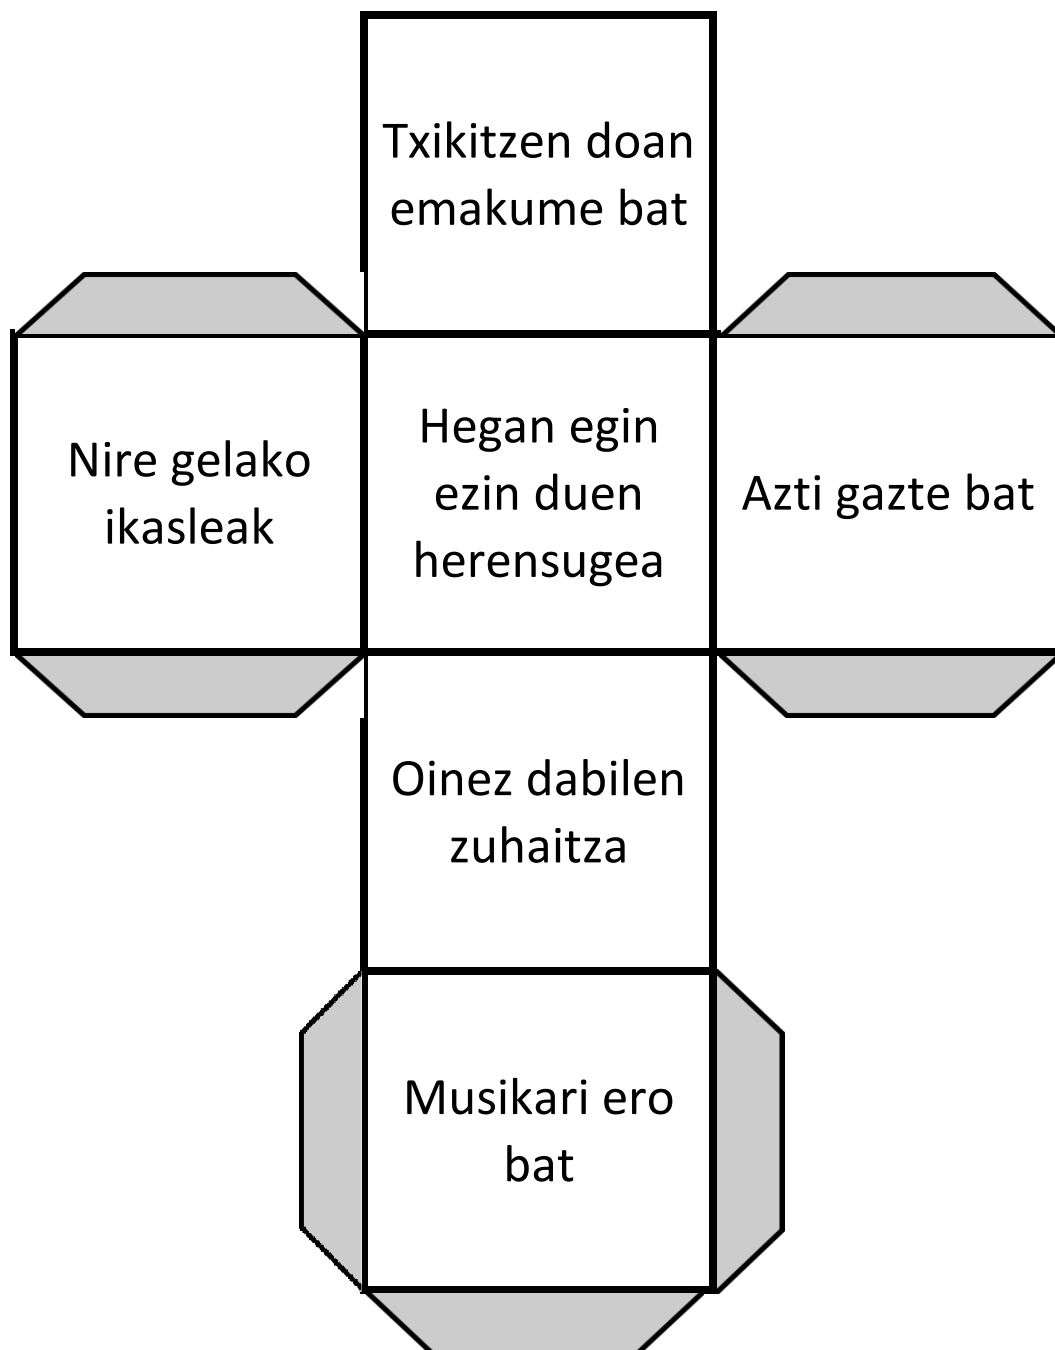 Txikitzen doan
emakume bat
Nire gelako
ikasleak
Hegan egin
ezin duen
herensugea
Azti gazte bat
Oinez dabilen
zuhaitza
Musikari ero
bat